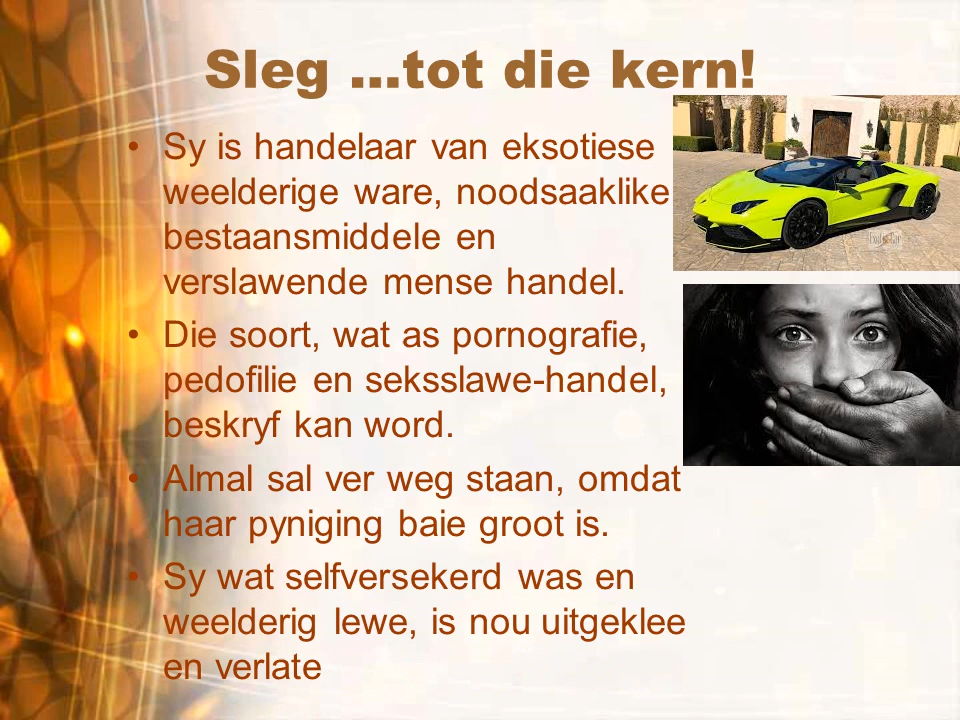 Sleg ...tot die kern!
• Sy is handelaar van eksotiese
weelderige ware, noodsaaklike
bestaansmiddele en
verslawende mense handel.
• Die soort, wat as pornografie,
pedofilie en seksslawe-handel,
beskryf kan word.
• Almal sal ver weg staan, omdat
haar pyniging baie groot is.
• Sy wat selfversekerd was en
weelderig lewe, is nou uitgeklee
en verlate